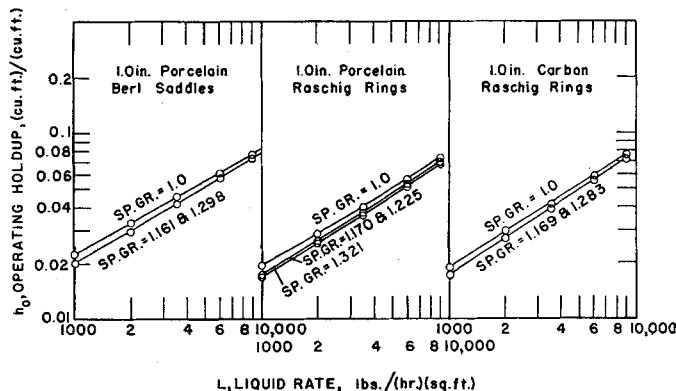 1.0 in. Porcelain
Berl Saddles
1.0 in. Porcelain
Raschig Rings
1.0 in. Carbon
Raschig Rings
h₀, OPERATING HOLDUP, (cu.ft.)/(cu.ft.)
0.2
0.1
0.08
0.06
0.04
0.02
0.01
SP.GR.= 1.0
SP.GR.=1.161 & 1.298
SP.GR.= 1.0
SP.GR.=1.170 & 1.225
SP.GR.= 1.321
SP.GR.= 1.0
SP.GR.=1.169 & 1.283
1000 2 4 6 10,000
1000 2 4 6 10,000
1000 2 4 6 10,000
L, LIQUID RATE, lbs./(hr.)(sq.ft.)